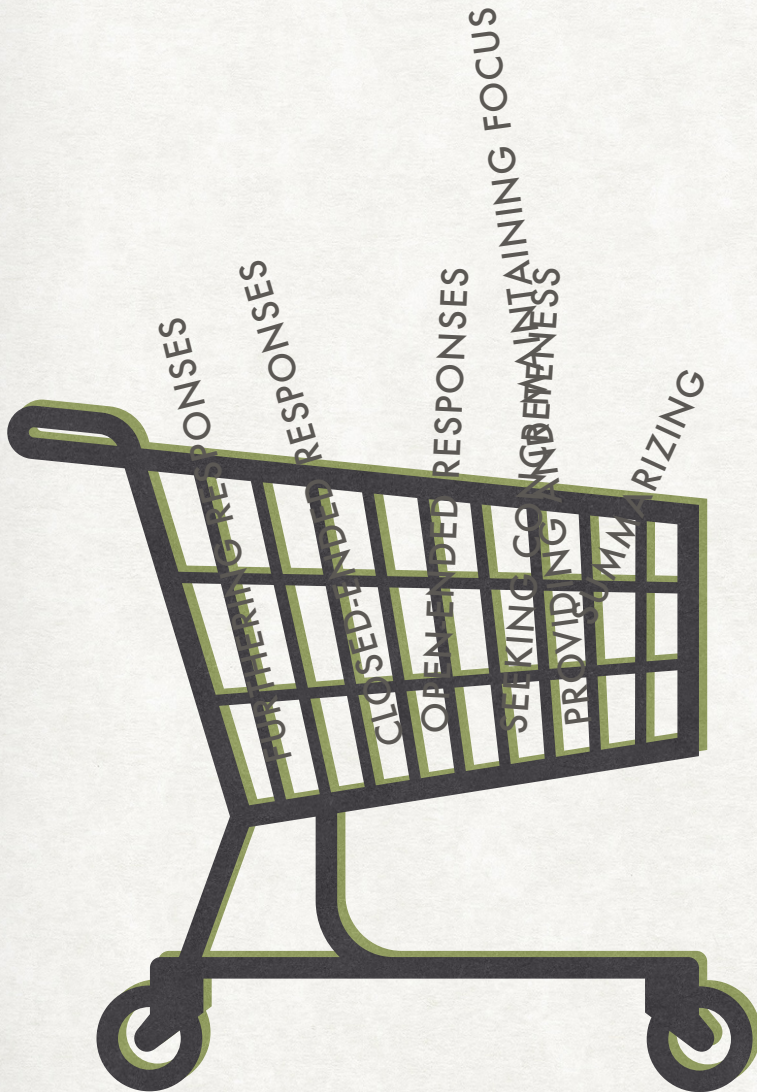 FURTHERING RESPONSES
CLOSED-ENDED RESPONSES
OPEN-ENDED RESPONSES
SEEKING CONCRETENESS
PROVIDING AND MAINTAINING FOCUS
SUMMARIZING